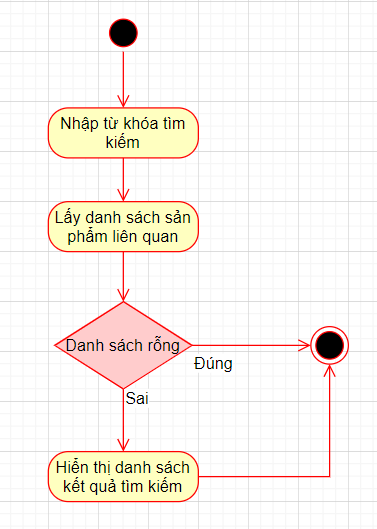 Nhập từ khóa tìm
kiếm
Lấy danh sách sản
phẩm liên quan
Danh sách rỗng
Đúng
Sai
Hiển thị danh sách
kết quả tìm kiếm